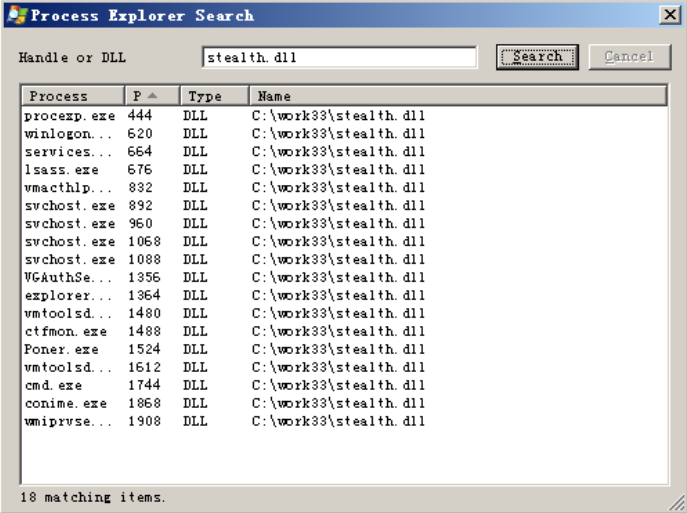 Process Explorer Search
Handle or DLL stealth.dll Search Cancel
Process P Type Name
procexp.exe 444 DLL C:\work33\stealth.dll
winlogon... 620 DLL C:\work33\stealth.dll
services... 664 DLL C:\work33\stealth.dll
lsass.exe 676 DLL C:\work33\stealth.dll
vmacthlp... 832 DLL C:\work33\stealth.dll
svchost.exe 892 DLL C:\work33\stealth.dll
svchost.exe 960 DLL C:\work33\stealth.dll
svchost.exe 1068 DLL C:\work33\stealth.dll
svchost.exe 1088 DLL C:\work33\stealth.dll
VGAuthSe... 1356 DLL C:\work33\stealth.dll
explorer... 1364 DLL C:\work33\stealth.dll
vmtoolsd... 1480 DLL C:\work33\stealth.dll
ctfmon.exe 1488 DLL C:\work33\stealth.dll
Poner.exe 1524 DLL C:\work33\stealth.dll
vmtoolsd... 1612 DLL C:\work33\stealth.dll
cmd.exe 1744 DLL C:\work33\stealth.dll
conime.exe 1868 DLL C:\work33\stealth.dll
wmiprvse... 1908 DLL C:\work33\stealth.dll
18 matching items.